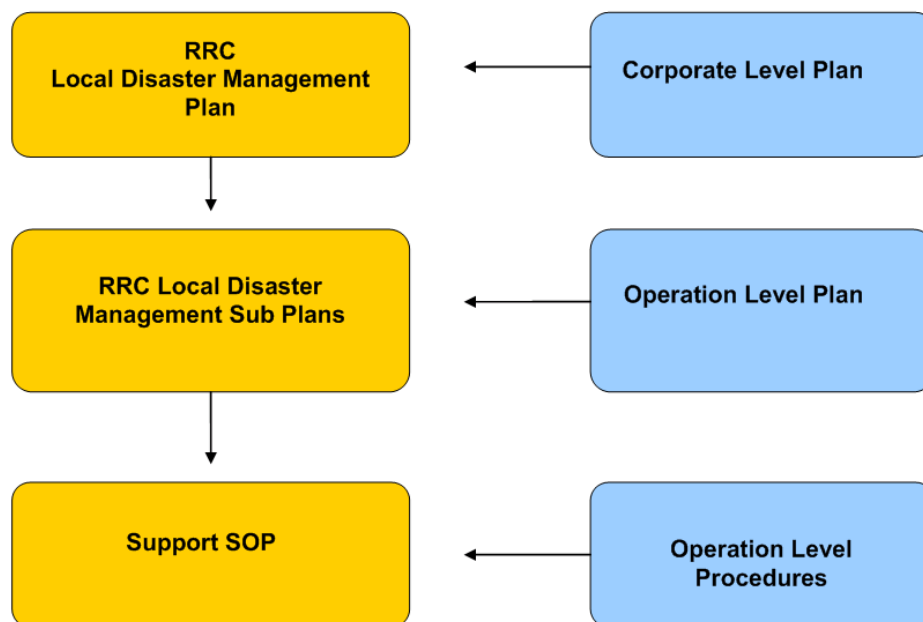 RRC
Local Disaster Management
Plan
Corporate Level Plan
RRC Local Disaster
Management Sub Plans
Operation Level Plan
Support SOP
Operation Level
Procedures